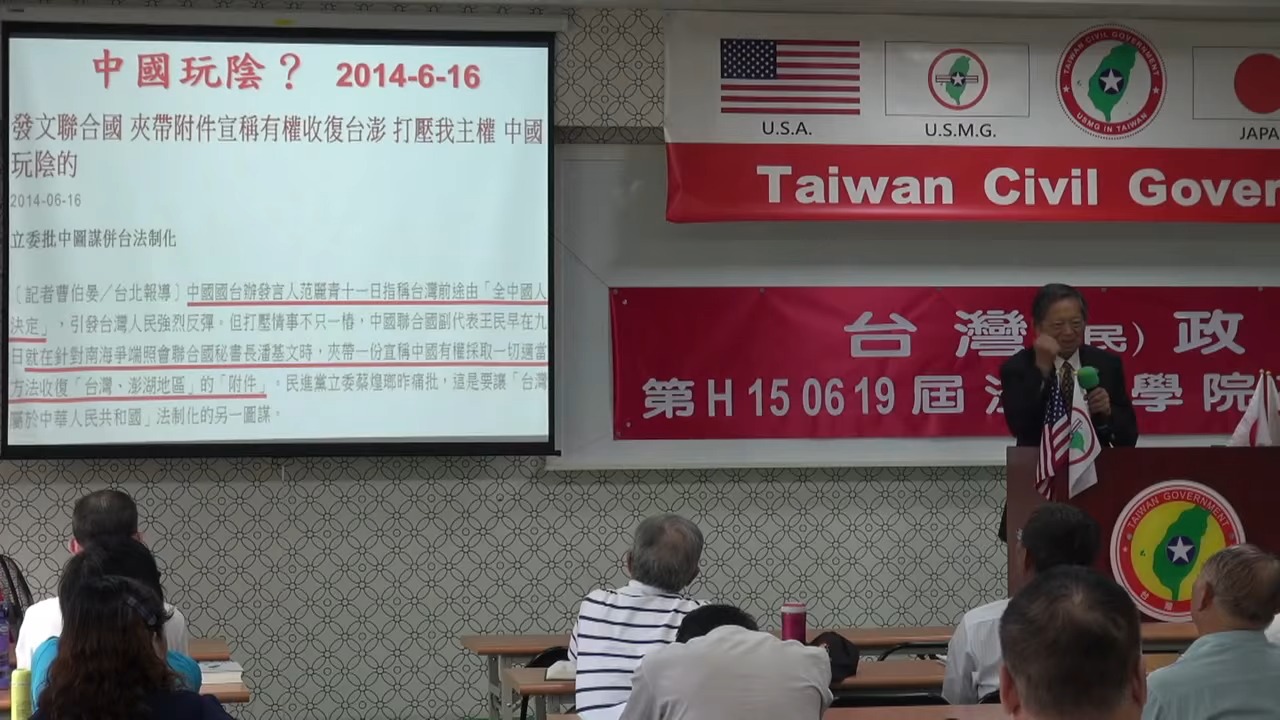 中國玩陰？ 2014-6-16
發文聯合國 夾帶附件宣稱有權收復台澎 打壓我主權 中國
玩陰的
2014-06-16
立委批中圖謀併台法制化
〔記者曹伯晏／台北報導〕中國國台辦發言人范麗青十一日指稱台灣前途由「全中國人
決定」，引發台灣人民強烈反彈。但打壓情事不只一樁，中國聯合國副代表王民早在九
日就在針對南海爭端照會聯合國秘書長潘基文時，夾帶一份宣稱中國有權採取一切適當
方法收復「台灣、澎湖地區」的「附件」。民進黨立委蔡煌瑯昨痛批，這是要讓「台灣
屬於中華人民共和國」法制化的另一圖謀。
U.S.A.
U.S.M.G.
TAIWAN CIVIL GOVERNMENT
USMG IN TAIWAN
JAPA
Taiwan Civil Gover
台灣 民）政
第H 15 06 19 屆 學院
TAIWAN GOVERNMENT
台灣